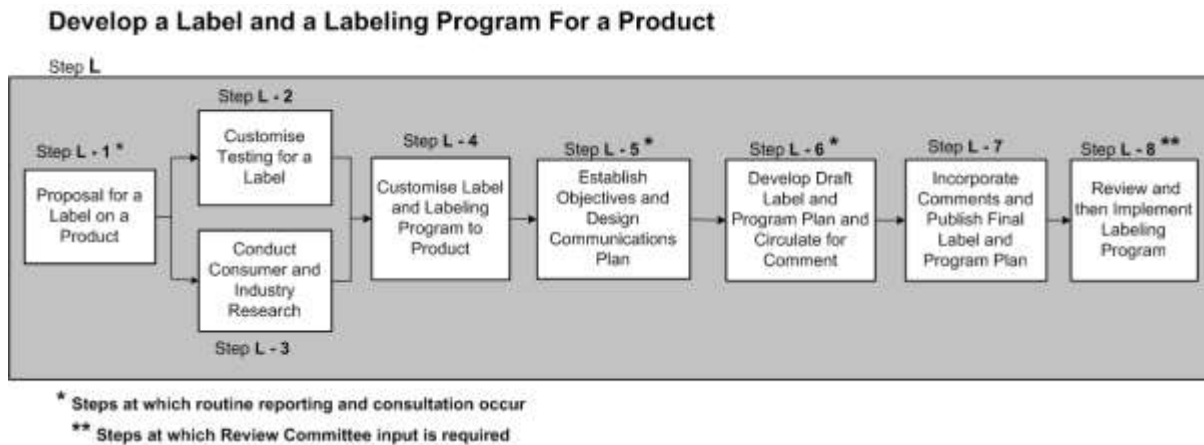 Develop a Label and a Labeling Program For a Product
Step L
Step L - 1 *
Proposal for a
Label on a
Product
Step L - 2
Customise
Testing for a
Label
Conduct
Consumer and
Industry
Research
Step L - 3
Step L - 4
Customise Label
and Labeling
Program to
Product
Step L - 5 *
Establish
Objectives and
Design
Communications
Plan
Step L - 6 *
Develop Draft
Label and
Program Plan and
Circulate for
Comment
Step L - 7
Incorporate
Comments and
Publish Final
Label and
Program Plan
Step L - 8 **
Review and
then Implement
Labeling
Program
* Steps at which routine reporting and consultation occur
** Steps at which Review Committee input is required